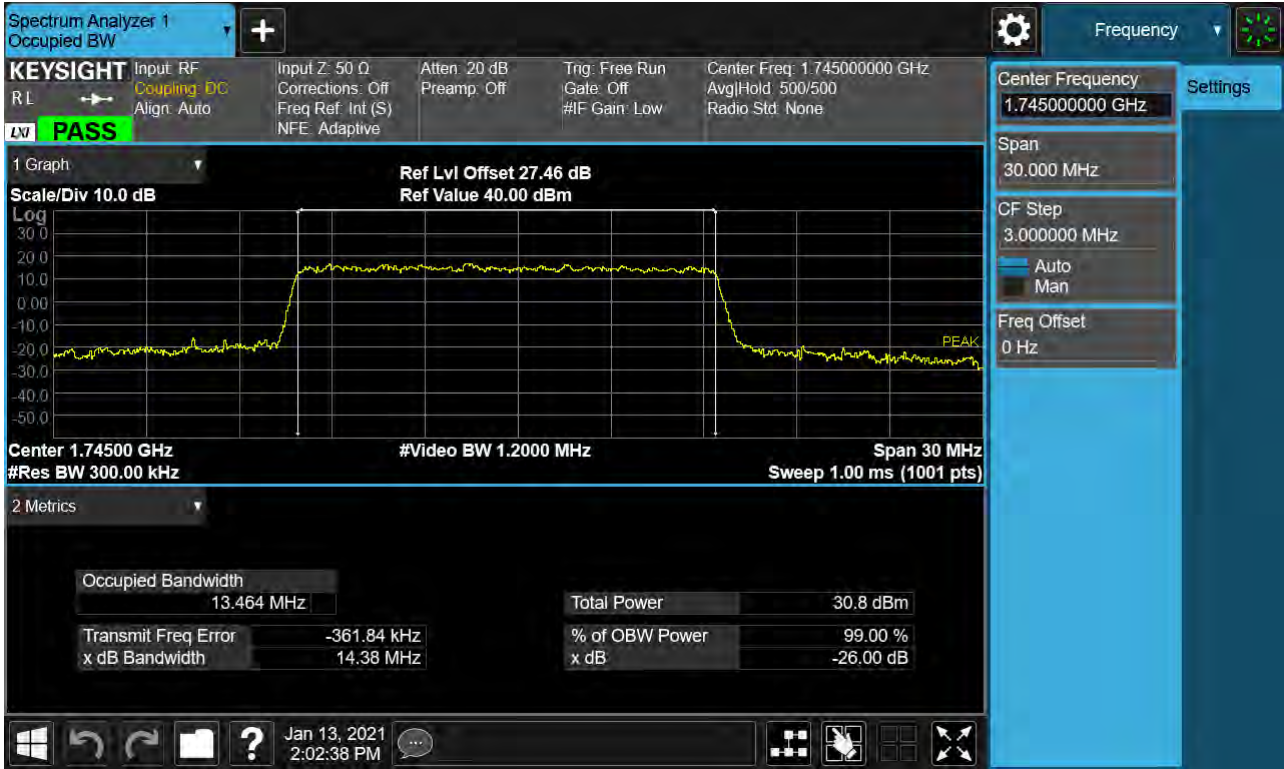 Spectrum Analyzer 1
Occupied BW
Frequency
KEYSIGHT
R L
LXI PASS
Input: RF
Coupling: DC
Align: Auto
Input Z: 50 Ω
Corrections: Off
Freq Ref: Int (S)
NFE: Adaptive
Atten: 20 dB
Preamp: Off
Trig: Free Run
Gate: Off
#IF Gain: Low
Center Freq: 1.745000000 GHz
Avg|Hold: 500/500
Radio Std: None
Center Frequency
1.745000000 GHz
Settings
Span
30.000 MHz
CF Step
3.000000 MHz
Auto
Man
Freq Offset
0 Hz
1 Graph
Scale/Div 10.0 dB
Ref Lvl Offset 27.46 dB
Ref Value 40.00 dBm
Log
30.0
20.0
10.0
0.00
-10.0
-20.0
-30.0
-40.0
-50.0
PEAK
Center 1.74500 GHz
#Video BW 1.2000 MHz
Span 30 MHz
#Res BW 300.00 kHz
Sweep 1.00 ms (1001 pts)
2 Metrics
Occupied Bandwidth
13.464 MHz
Total Power 30.8 dBm
Transmit Freq Error -361.84 kHz
% of OBW Power 99.00 %
x dB Bandwidth 14.38 MHz
x dB -26.00 dB
?
Jan 13, 2021
2:02:38 PM